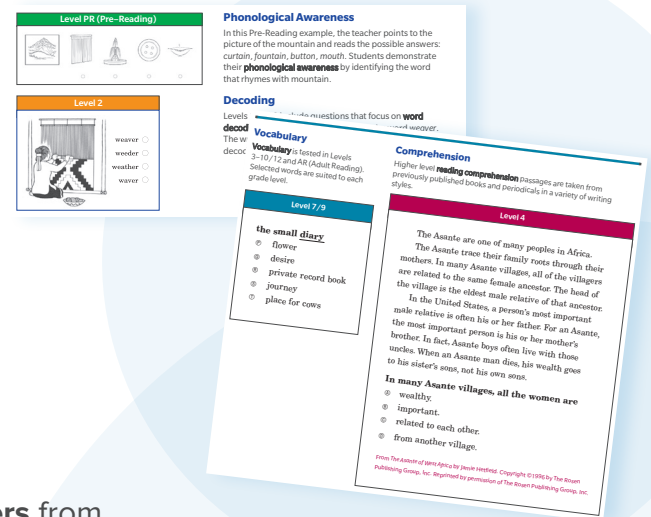 Level PR (Pre-Reading)
Phonological Awareness
In this Pre-Reading example, the teacher points to the
picture of the mountain and reads the possible answers:
curtain, fountain, button, mouth. Students demonstrate
their phonological awareness by identifying the word
that rhymes with mountain.
Level 2
weaver
weeder
weather
waver
Decoding
Levels include questions that focus on word
decod word weaver.
The w
decoc
Vocabulary
Vocabulary is tested in Levels
3–10/12 and AR (Adult Reading).
Selected words are suited to each
grade level.
Level 7/9
the small diary
Ⓟ flower
Ⓠ desire
Ⓡ private record book
Ⓢ journey
Ⓣ place for cows
Comprehension
Higher level reading comprehension passages are taken from
previously published books and periodicals in a variety of writing
styles.
Level 4
The Asante are one of many peoples in Africa.
The Asante trace their family roots through their
mothers. In many Asante villages, all of the villagers
are related to the same female ancestor. The head of
the village is the eldest male relative of that ancestor.
In the United States, a person's most important
male relative is often his or her father. For an Asante,
the most important person is his or her mother's
brother. In fact, Asante boys often live with those
uncles. When an Asante man dies, his wealth goes
to his sister's sons, not his own sons.
In many Asante villages, all the women are
Ⓐ wealthy.
Ⓑ important.
Ⓒ related to each other.
Ⓓ from another village.
From The Asante of West Africa by Jamie Hetfield. Copyright ©1996 by The Rosen
Publishing Group, Inc. Reprinted by permission of The Rosen Publishing Group, Inc.
ers from